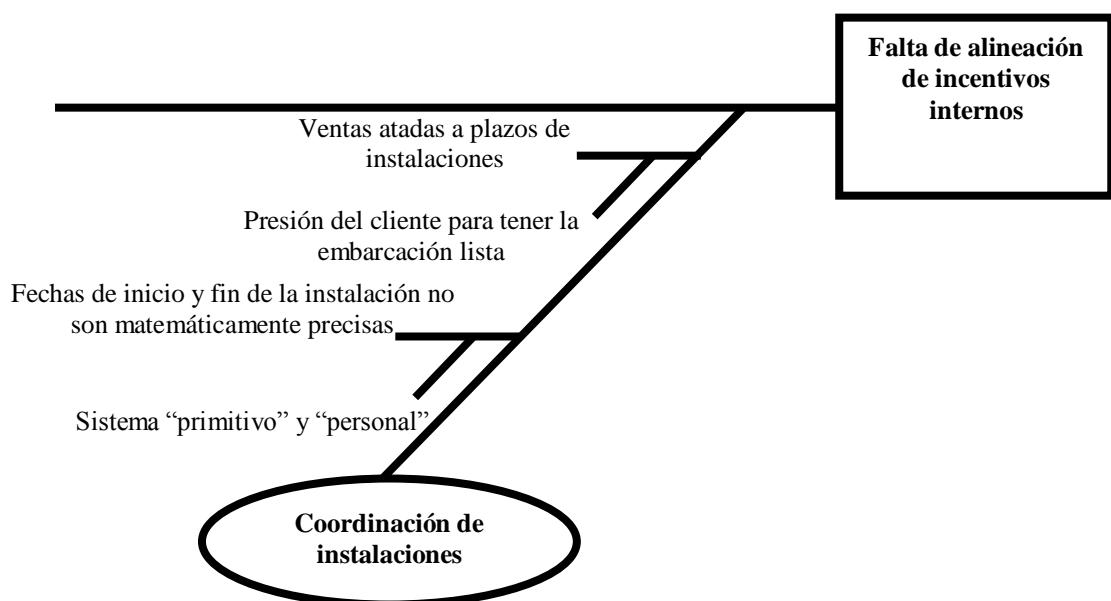 Falta de alineación
de incentivos
internos
Ventas atadas a plazos de
instalaciones
Presión del cliente para tener la
embarcación lista
Fechas de inicio y fin de la instalación no
son matemáticamente precisas
Sistema “primitivo” y “personal”
Coordinación de
instalaciones